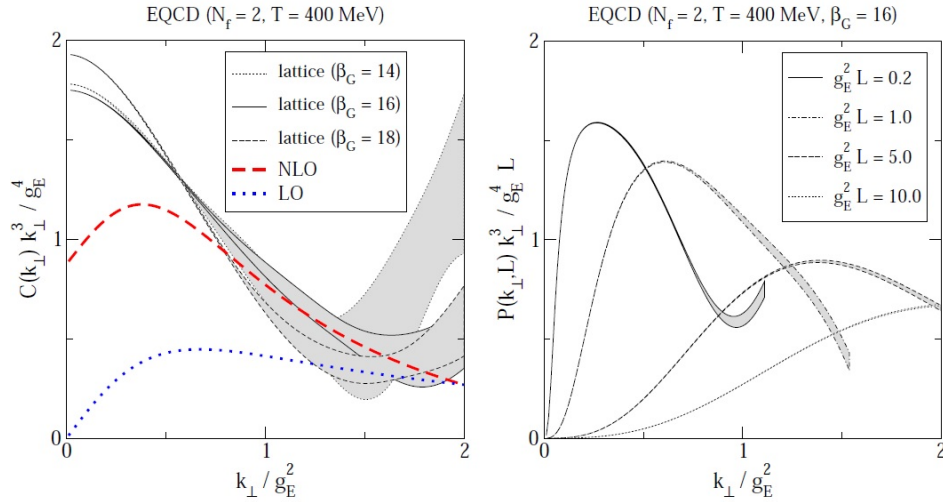 EQCD (N_f = 2, T = 400 MeV)
2
1
0
C(k_⊥) k_⊥^3 / g_E^4
lattice (β_G = 14)
lattice (β_G = 16)
lattice (β_G = 18)
NLO
LO
0
1
2
k_⊥ / g_E^2
EQCD (N_f = 2, T = 400 MeV, β_G = 16)
2
1
0
P(k_⊥,L) k_⊥^3 / g_E^4 L
g_E^2 L = 0.2
g_E^2 L = 1.0
g_E^2 L = 5.0
g_E^2 L = 10.0
0
1
2
k_⊥ / g_E^2